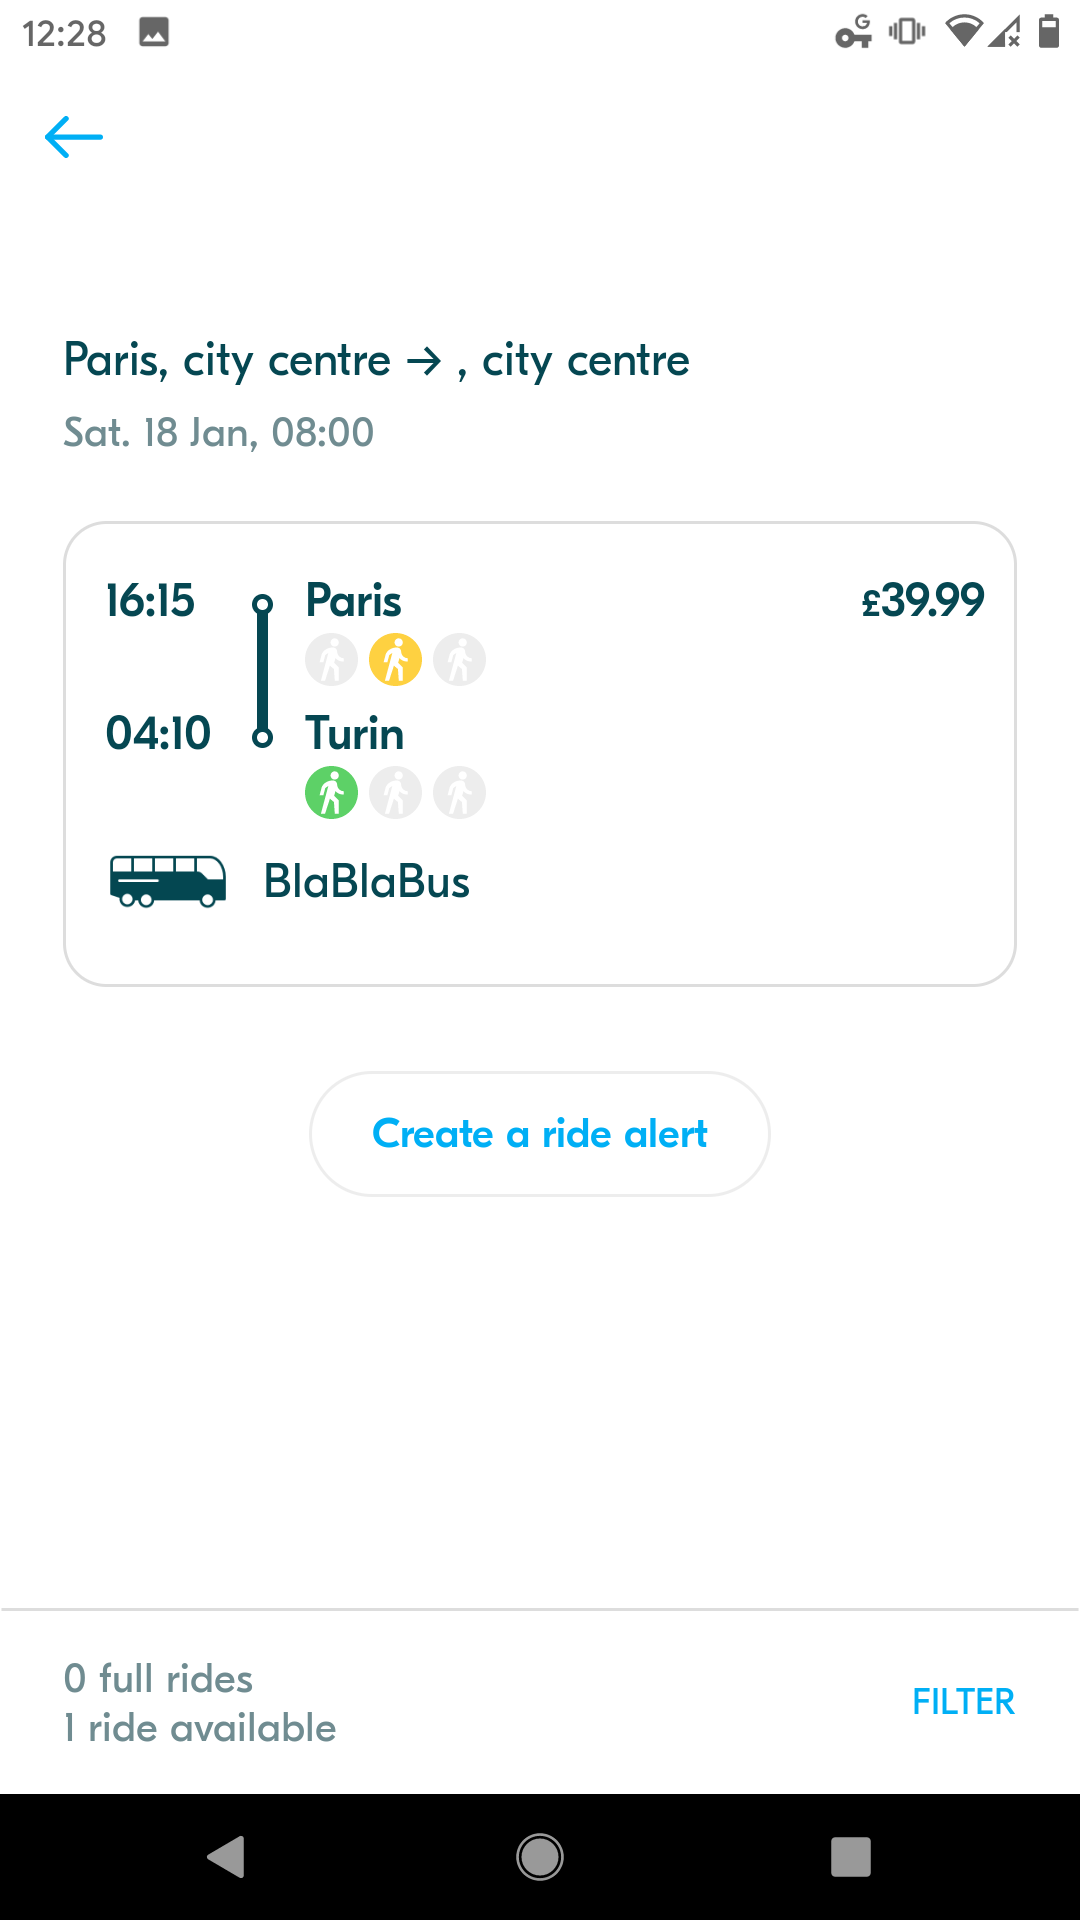 12:28
G
Paris, city centre → , city centre
Sat. 18 Jan, 08:00
16:15 Paris £39.99
04:10 Turin
BlaBlaBus
Create a ride alert
0 full rides
1 ride available
FILTER